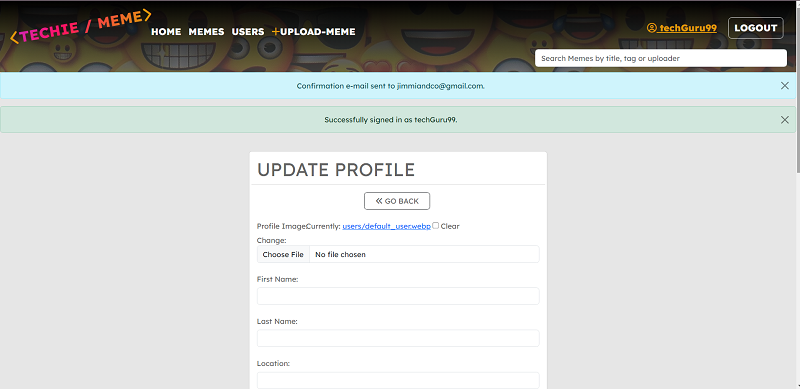 <TECHIE / MEME>
HOME MEMES USERS +UPLOAD-MEME
techGuru99
LOGOUT
Search Memes by title, tag or uploader
Confirmation e-mail sent to jimmiandco@gmail.com.
Successfully signed in as techGuru99.
UPDATE PROFILE
« GO BACK
Profile ImageCurrently: users/default_user.webp Clear
Change:
Choose File No file chosen
First Name:
Last Name:
Location: